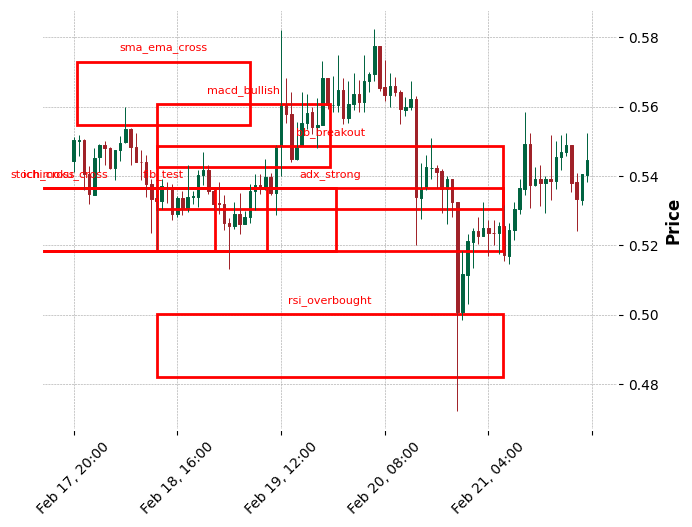 sma_ema_cross
0.58
macd_bullish
0.56
bb_breakout
0.54
fib_test
adx_strong
0.52
rsi_overbought
0.50
0.48
Price
Feb 17, 20:00
Feb 18, 16:00
Feb 19, 12:00
Feb 20, 08:00
Feb 21, 04:00